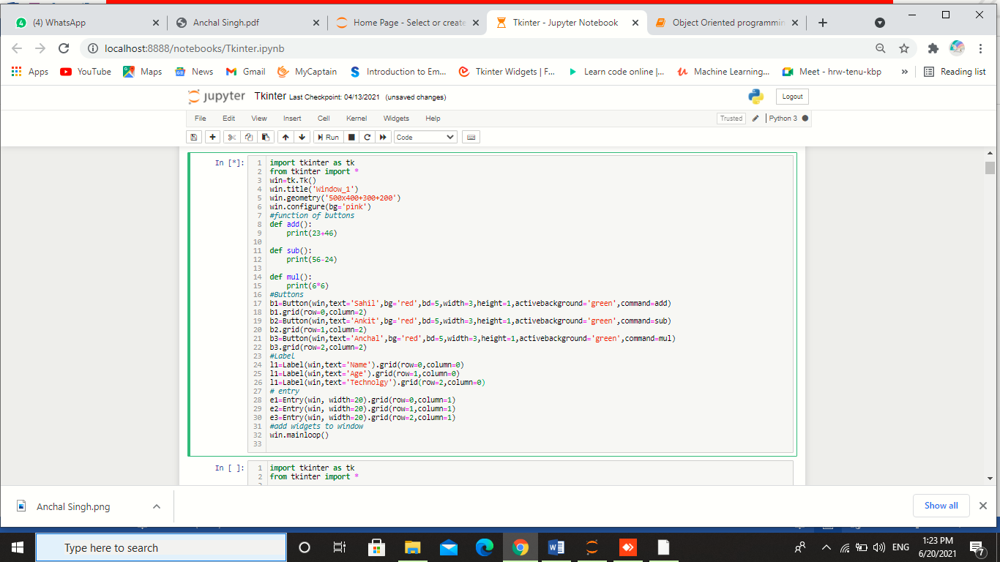 (4) WhatsApp
Anchal Singh.pdf
Home Page - Select or create
Tkinter - Jupyter Notebook
Object Oriented programmin
localhost:8888/notebooks/Tkinter.ipynb
Apps
YouTube
Maps
News
Gmail
MyCaptain
Introduction to Em...
Tkinter Widgets | F...
Learn code online |...
Machine Learning...
Meet - hrw-tenu-kbp
»
Reading list
jupyter Tkinter Last Checkpoint: 04/13/2021 (unsaved changes)
Logout
File Edit View Insert Cell Kernel Widgets Help
Trusted
Python 3
Run
Code
In [*]:
1 import tkinter as tk
2 from tkinter import *
3 win=tk.Tk()
4 win.title('Window_1')
5 win.geometry('500x400+300+200')
6 win.configure(bg='pink')
7 #function of buttons
8 def add():
9     print(23+46)
10
11 def sub():
12     print(56-24)
13
14 def mul():
15     print(6*6)
16 #Buttons
17 b1=Button(win,text='Sahil',bg='red',bd=5,width=3,height=1,activebackground='green',command=add)
18 b1.grid(row=0,column=2)
19 b2=Button(win,text='Ankit',bg='red',bd=5,width=3,height=1,activebackground='green',command=sub)
20 b2.grid(row=1,column=2)
21 b3=Button(win,text='Anchal',bg='red',bd=5,width=3,height=1,activebackground='green',command=mul)
22 b3.grid(row=2,column=2)
23 #Label
24 l1=Label(win,text='Name').grid(row=0,column=0)
25 l1=Label(win,text='Age').grid(row=1,column=0)
26 l1=Label(win,text='Technolgy').grid(row=2,column=0)
27 # entry
28 e1=Entry(win, width=20).grid(row=0,column=1)
29 e2=Entry(win, width=20).grid(row=1,column=1)
30 e3=Entry(win, width=20).grid(row=2,column=1)
31 #add widgets to window
32 win.mainloop()
33
In [ ]:
1 import tkinter as tk
2 from tkinter import *
Anchal Singh.png
Show all
Type here to search
ENG
1:23 PM
6/20/2021
7